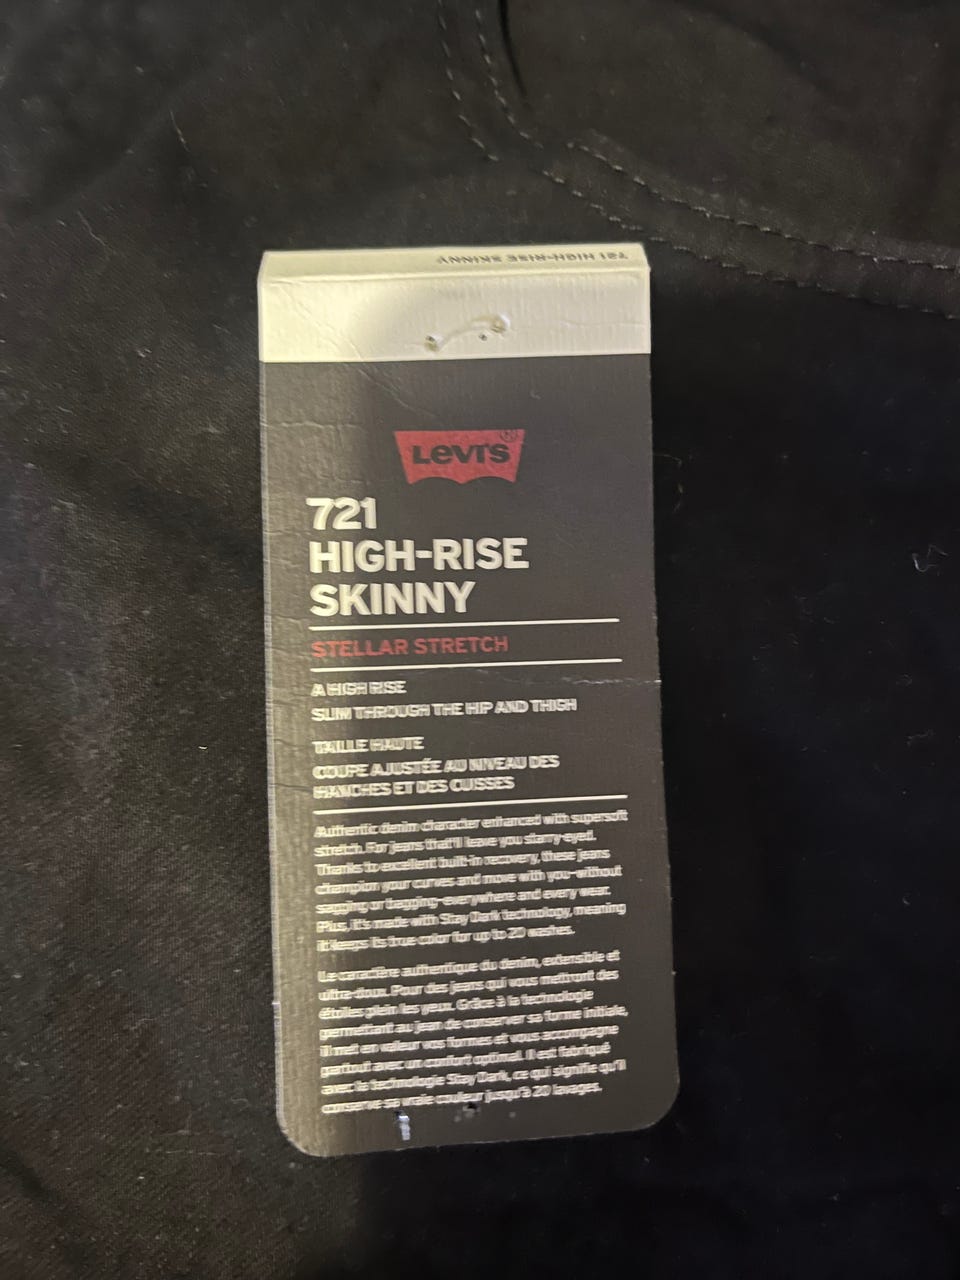 721 HIGH-RISE SKINNY
Levi's®
721
HIGH-RISE
SKINNY
STELLAR STRETCH
A HIGH RISE
SLIM THROUGH THE HIP AND THIGH
TAILLE HAUTE
COUPE AJUSTÉE AU NIVEAU DES
HANCHES ET DES CUISSES
Authentic denim character enhanced with supersoft
stretch. For jeans that'll leave you starry-eyed.
Thanks to excellent built-in recovery, these jeans
champion your curves and move with you–without
sagging or bagging–everywhere and every wear.
Plus, it's made with Stay Dark technology, meaning
it keeps its true color for up to 20 washes.
Le caractère authentique du denim, extensible et
ultra-doux. Pour des jeans qui vous mettront des
étoiles plein les yeux. Grâce à la technologie
permettant au jean de conserver sa forme initiale,
il met en valeur vos formes et vous accompagne
partout avec un confort optimal. Il est fabriqué
avec la technologie Stay Dark, ce qui signifie qu'il
conserve sa vraie couleur jusqu'à 20 lavages.